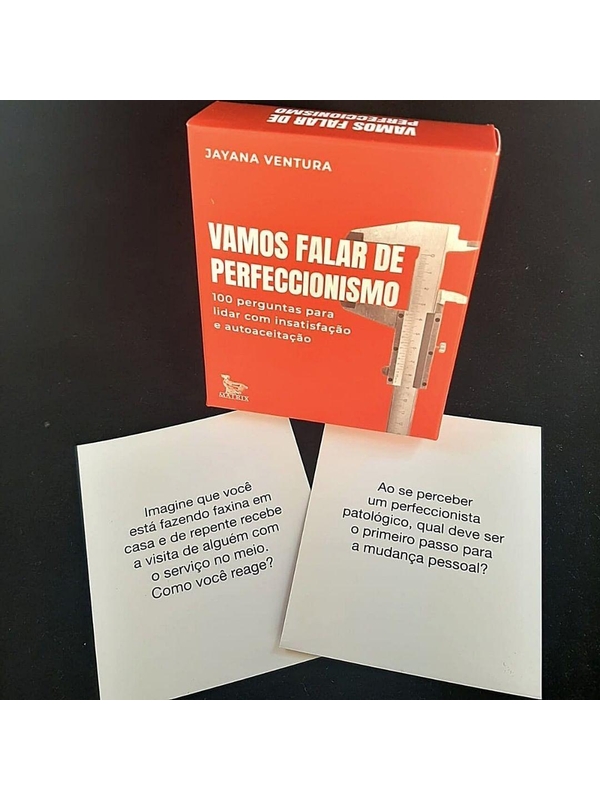 VAMOS FALAR DE
PERFECCIONISMO
JAYANA VENTURA
VAMOS FALAR DE
PERFECCIONISMO
100 perguntas para
lidar com insatisfação
e autoaceitação
MATRIX
Imagine que você
está fazendo faxina em
casa e de repente recebe
a visita de alguém com
o serviço no meio.
Como você reage?
Ao se perceber
um perfeccionista
patológico, qual deve ser
o primeiro passo para
a mudança pessoal?